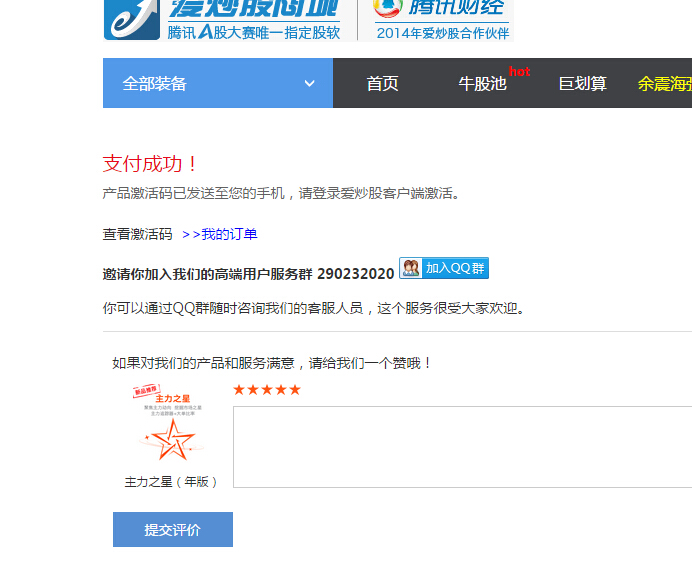 爱炒股商城
腾讯财经
腾讯A股大赛唯一指定股软
2014年爱炒股合作伙伴
全部装备
首页
牛股池
hot
巨划算
余震海
支付成功！
产品激活码已发送至您的手机，请登录爱炒股客户端激活。
查看激活码 >>我的订单
邀请你加入我们的高端用户服务群 290232020 加入QQ群
你可以通过QQ群随时咨询我们的客服人员，这个服务很受大家欢迎。
如果对我们的产品和服务满意，请给我们一个赞哦！
新品推荐
主力之星
主力之星（年版）
提交评价